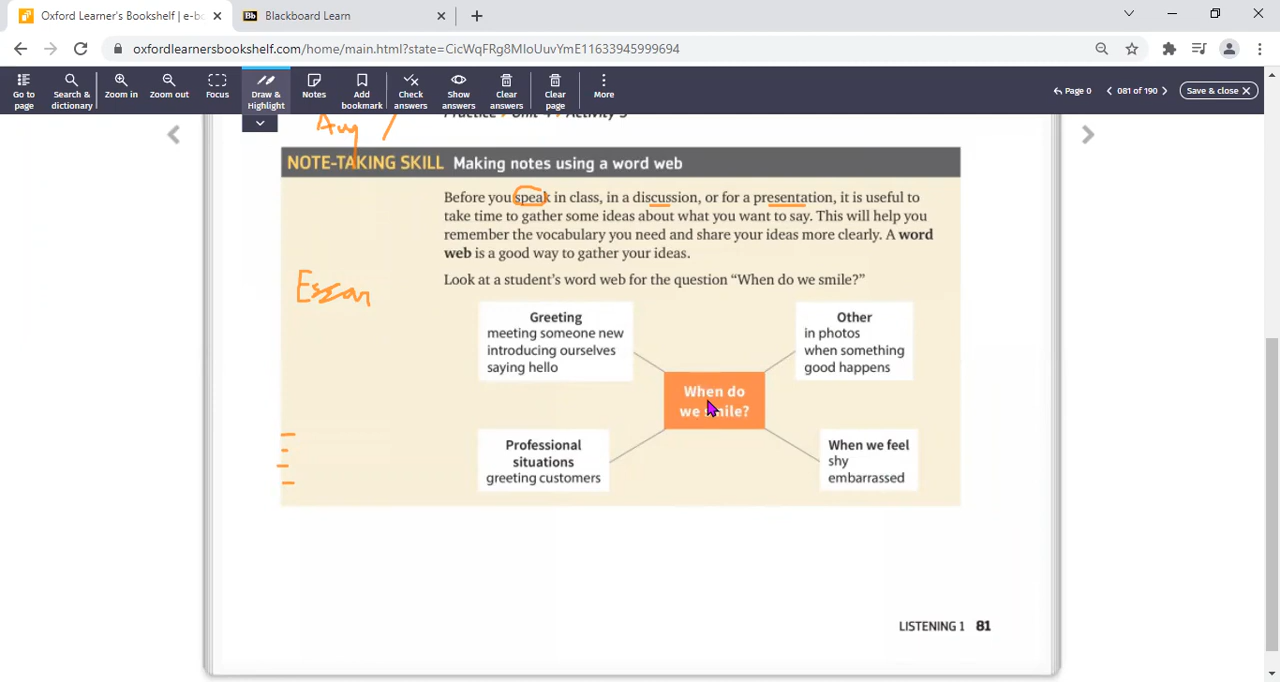 Oxford Learner's Bookshelf | e-bo
Blackboard Learn
oxfordlearnersbookshelf.com/home/main.html?state=CicWqFRg8MIoUuvYmE11633945699694
Go to page
Search & dictionary
Zoom in
Zoom out
Focus
Draw & Highlight
Notes
Add bookmark
Check answers
Show answers
Clear answers
Clear page
More
Page 0
081 of 190
Save & close X
Aug
NOTE-TAKING SKILL Making notes using a word web
Before you speak in class, in a discussion, or for a presentation, it is useful to
take time to gather some ideas about what you want to say. This will help you
remember the vocabulary you need and share your ideas more clearly. A word
web is a good way to gather your ideas.
Look at a student's word web for the question "When do we smile?"
Greeting
meeting someone new
introducing ourselves
saying hello
Other
in photos
when something
good happens
When do
we smile?
Professional
situations
greeting customers
When we feel
shy
embarrassed
LISTENING 1 81